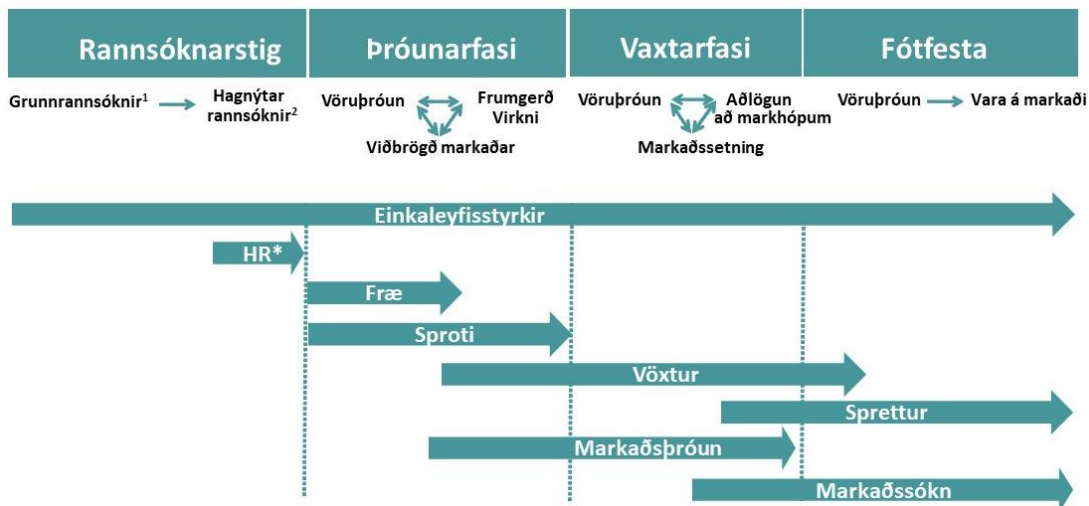 Rannsóknarstig
Þróunarfasi
Vaxtarfasi
Fótfesta
Grunnrannsóknir¹
Hagnýtar
rannsóknir²
Vöruþróun
Frumgerð
Virkni
Viðbrögð markaðar
Vöruþróun
Aðlögun
að markhópum
Markaðssetning
Vöruþróun
Vara á markaði
Einkaleyfisstyrkir
HR*
Fræ
Sproti
Vöxtur
Sprettur
Markaðsþróun
Markaðssókn